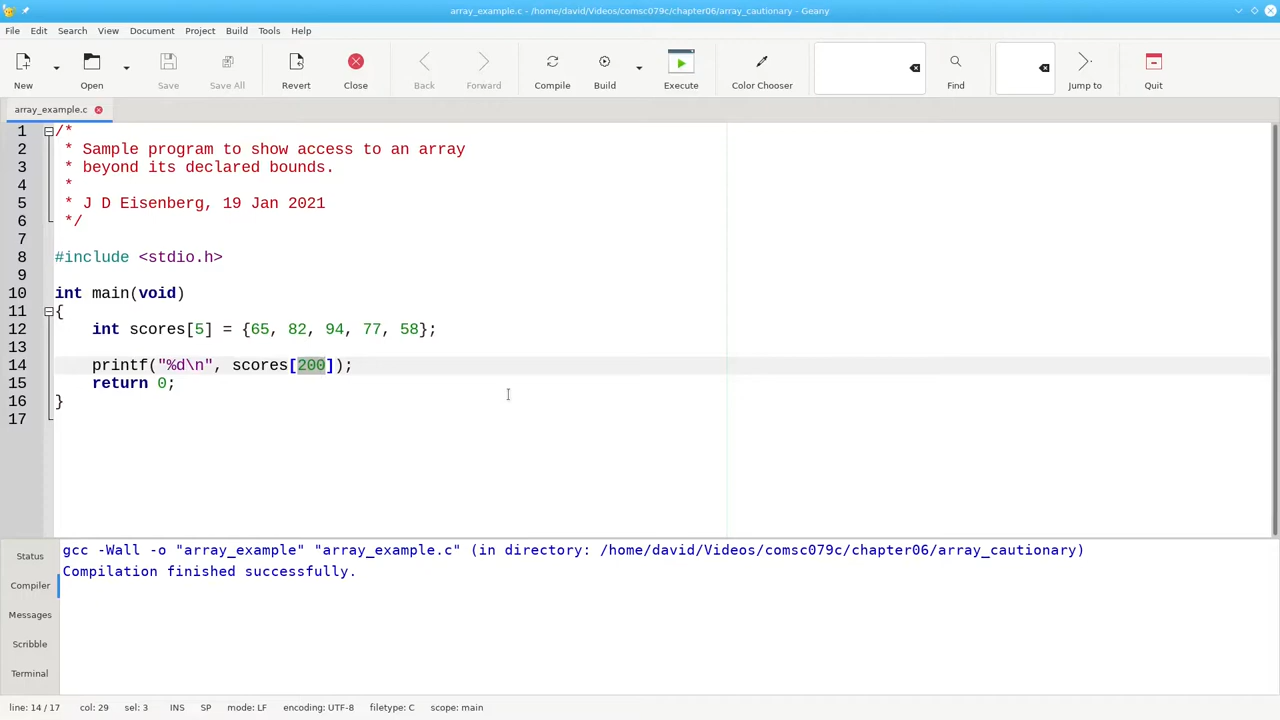 array_example.c - /home/david/Videos/comsc079c/chapter06/array_cautionary - Geany
File Edit Search View Document Project Build Tools Help
New Open Save Save All Revert Close Back Forward Compile Build Execute Color Chooser Find Jump to Quit
array_example.c
1 /*
2 * Sample program to show access to an array
3 * beyond its declared bounds.
4 *
5 * J D Eisenberg, 19 Jan 2021
6 */
7
8 #include <stdio.h>
9
10 int main(void)
11 {
12 int scores[5] = {65, 82, 94, 77, 58};
13
14 printf("%d\n", scores[200]);
15 return 0;
16 }
17
Status
Compiler
Messages
Scribble
Terminal
gcc -Wall -o "array_example" "array_example.c" (in directory: /home/david/Videos/comsc079c/chapter06/array_cautionary)
Compilation finished successfully.
line: 14 / 17 col: 29 sel: 3 INS SP mode: LF encoding: UTF-8 filetype: C scope: main